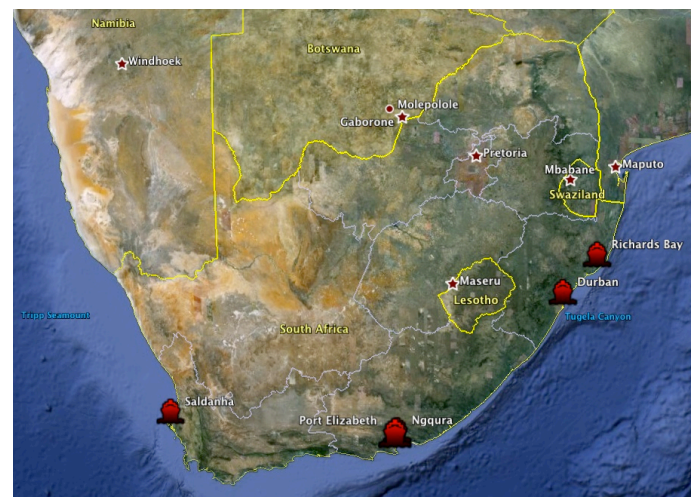 Namibia
Botswana
Windhoek
Molepolole
Gaborone
Pretoria
Mbabane
Maputo
Swaziland
Richards Bay
Maseru
Durban
Lesotho
Tripp Seamount
Tugela Canyon
South Africa
Saldanha
Port Elizabeth
Ngqura